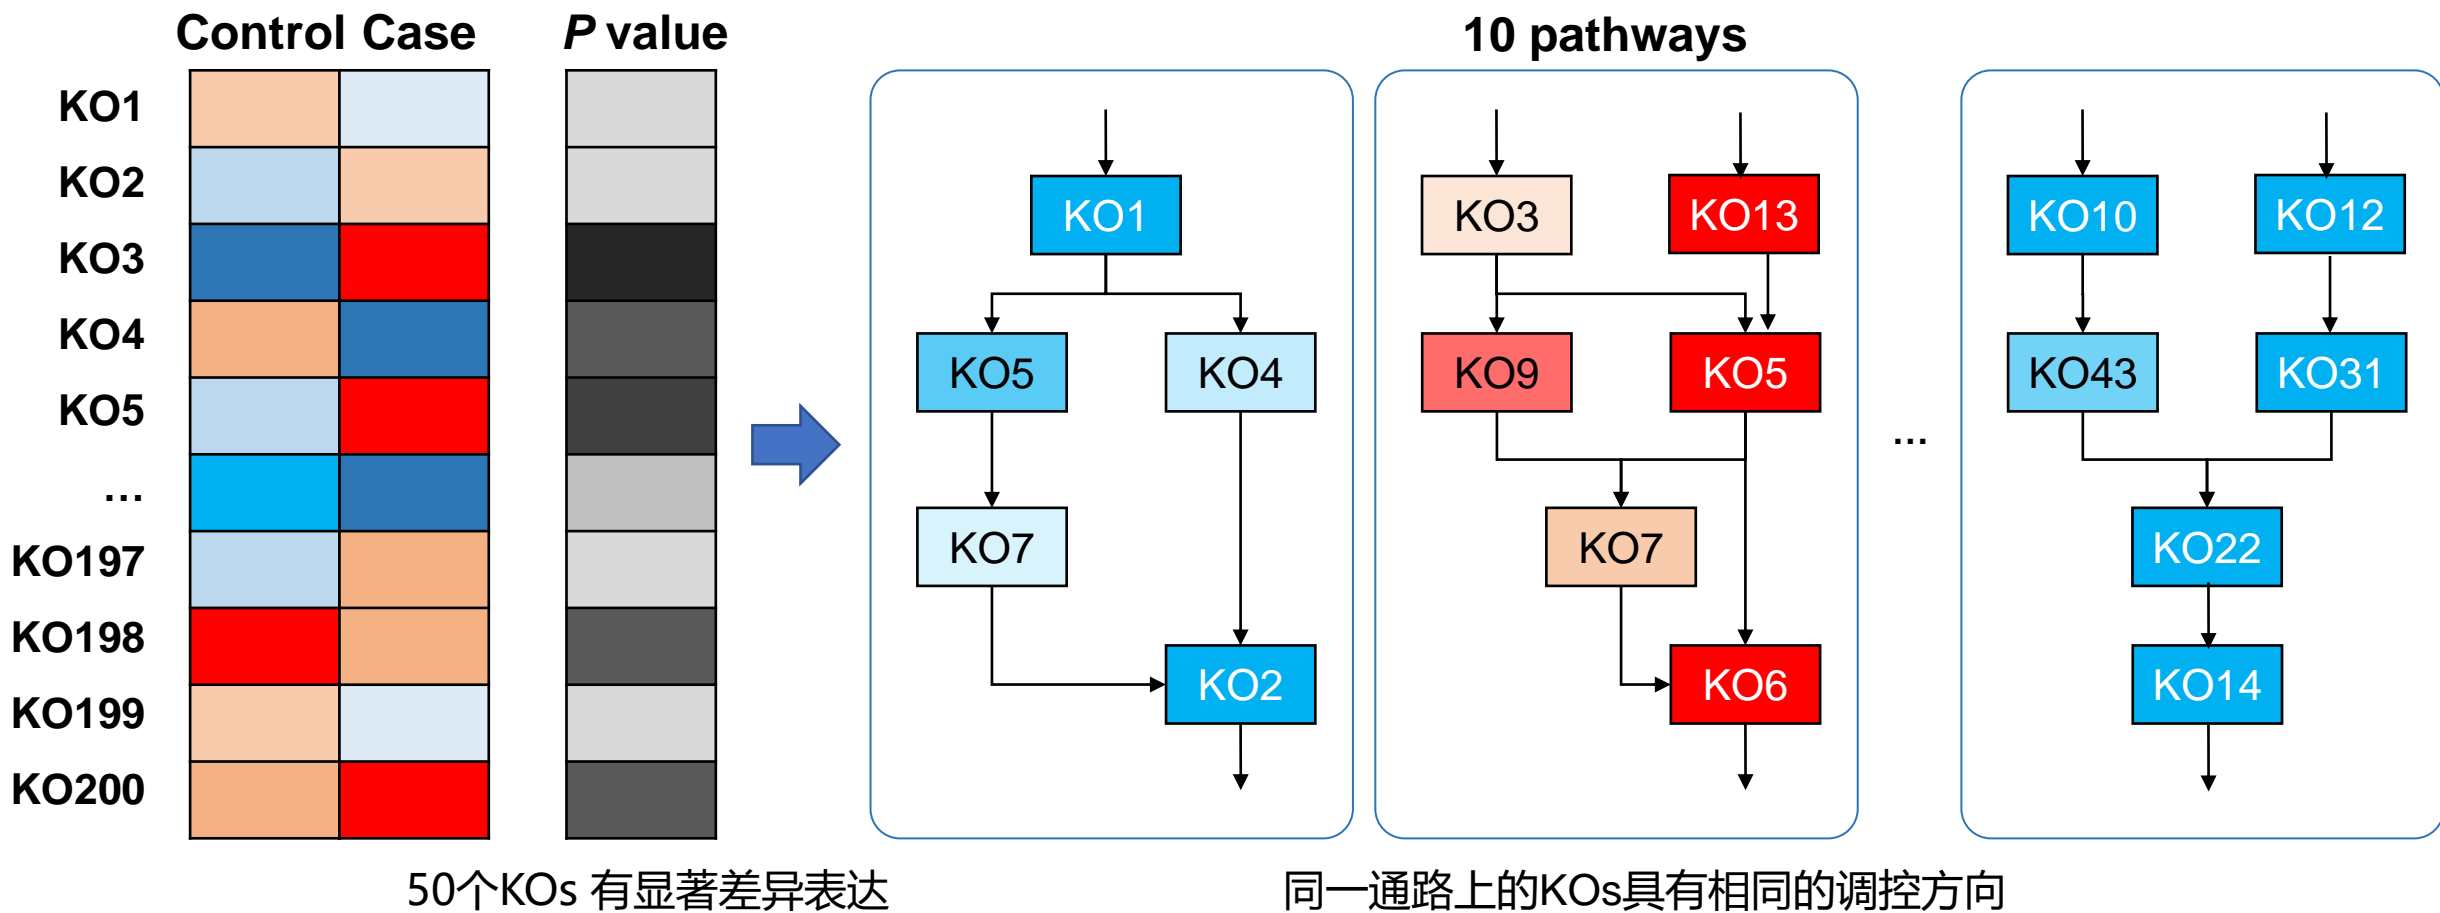 Control Case P value
10 pathways
KO1
KO2
KO3
KO4
KO5
...
KO197
KO198
KO199
KO200
KO1
KO5 KO4
KO7
KO2
KO3 KO13
KO9 KO5
KO7
KO6
...
KO10 KO12
KO43 KO31
KO22
KO14
50个KOs 有显著差异表达
同一通路上的KOs具有相同的调控方向